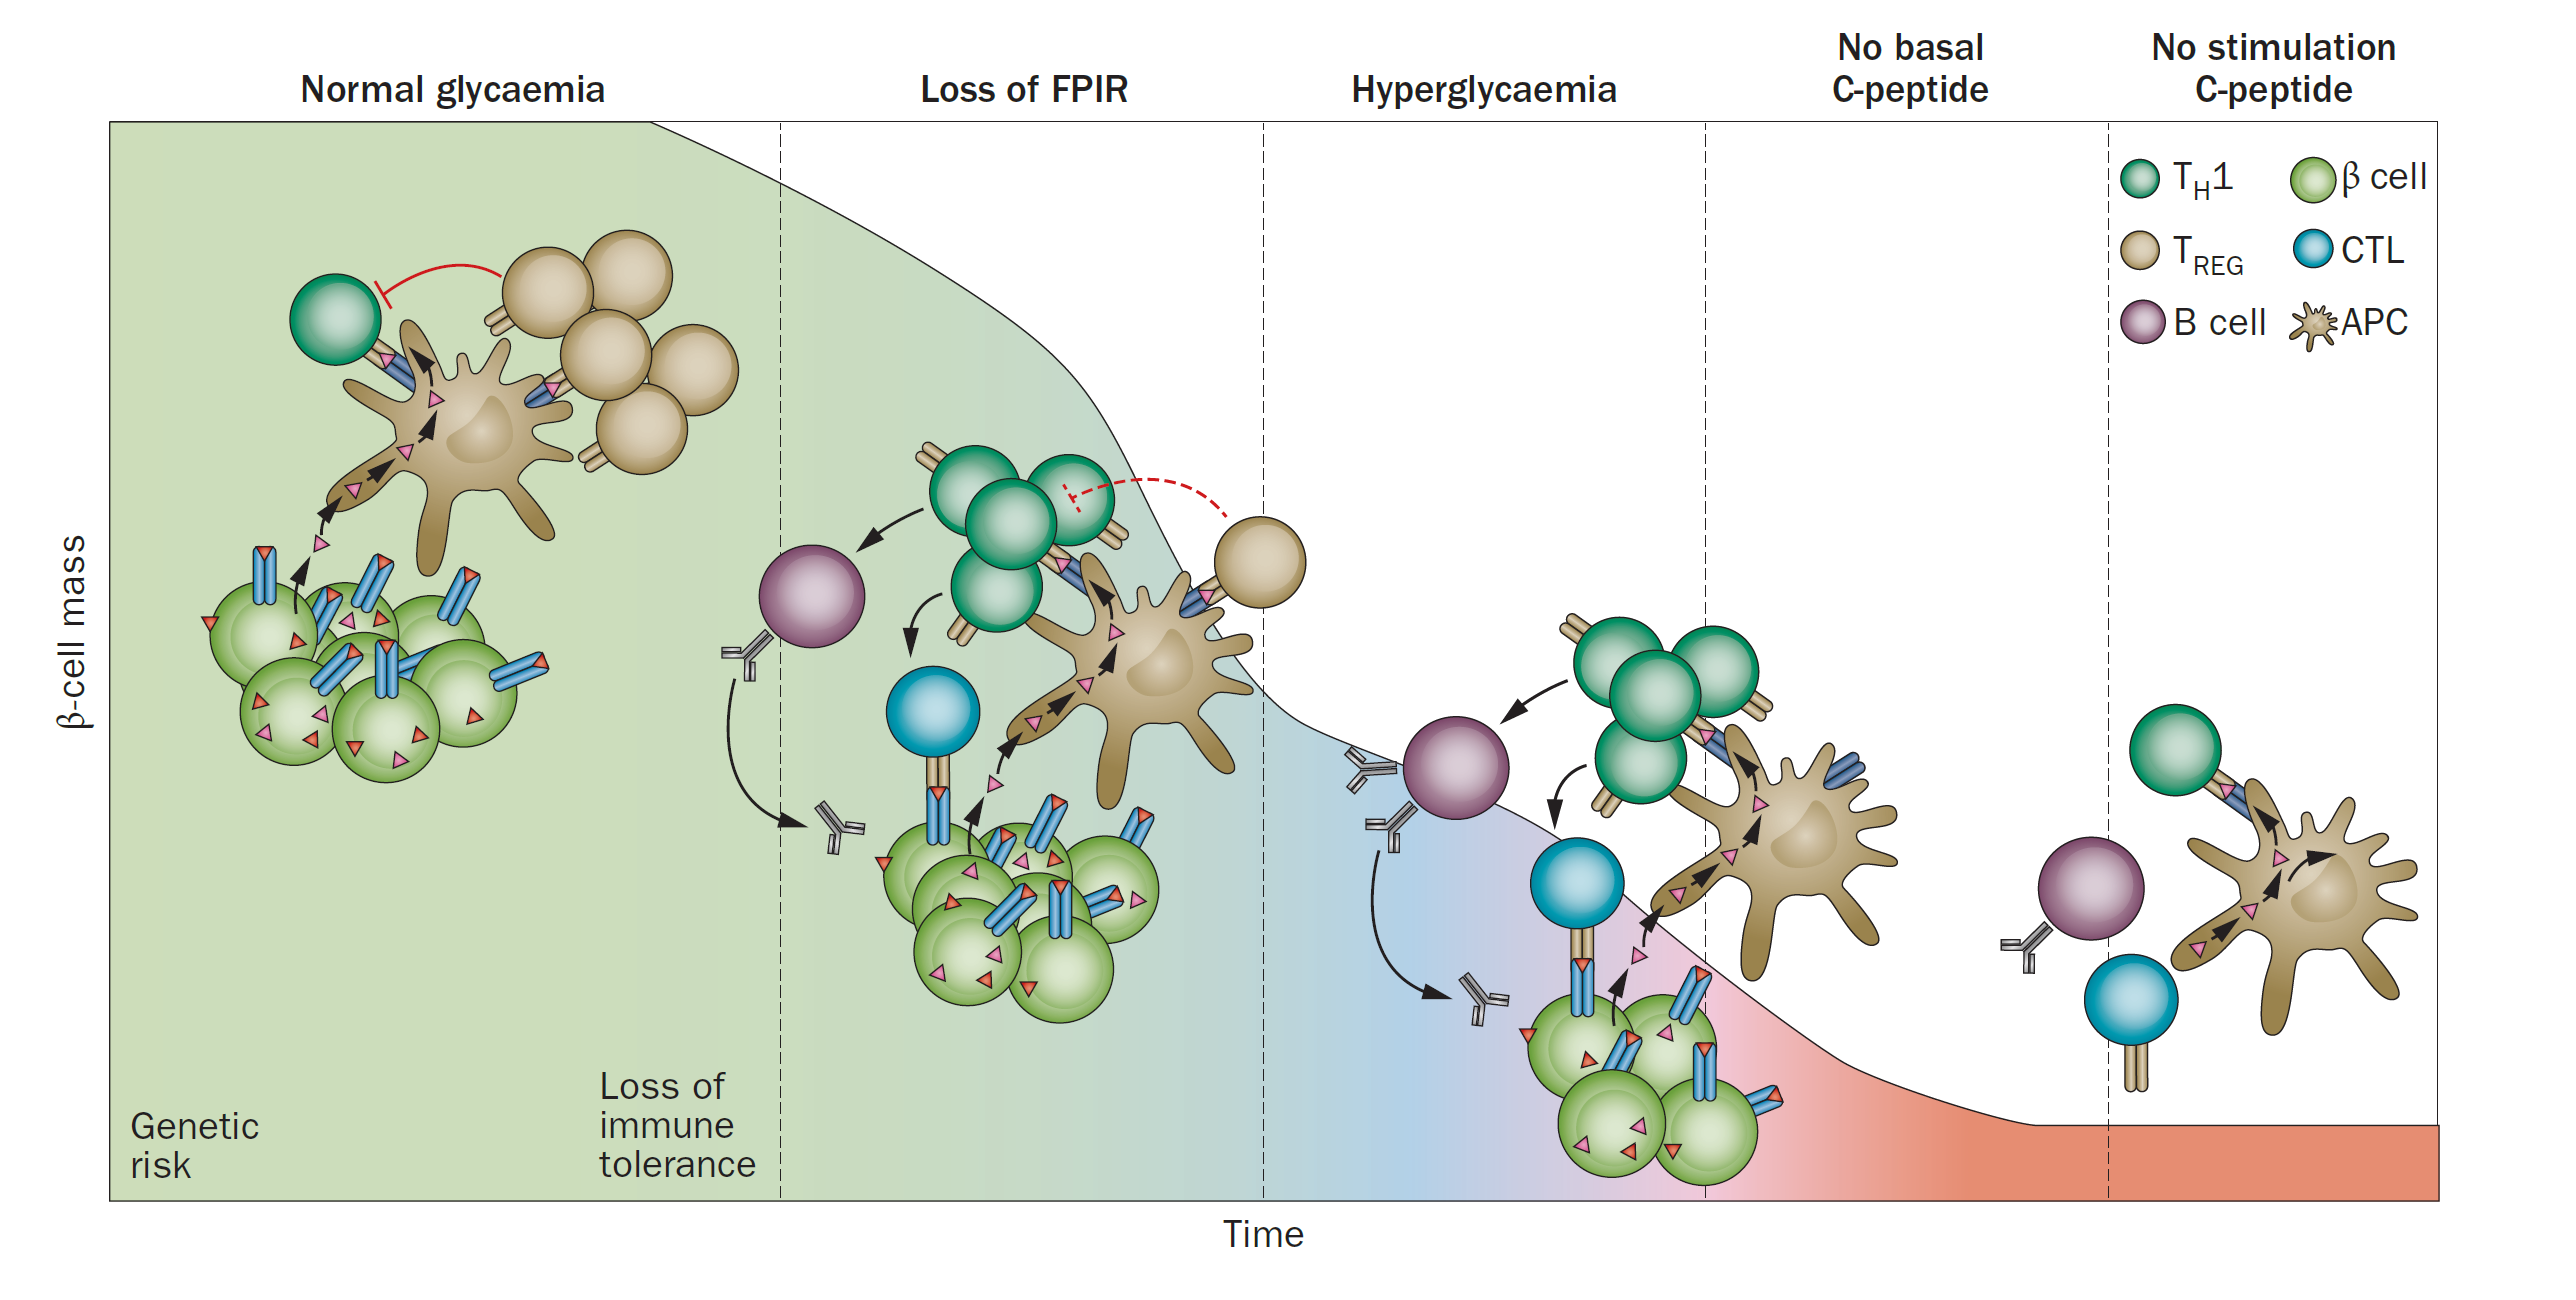 Normal glycaemia
Loss of FPIR
Hyperglycaemia
No basal
C-peptide
No stimulation
C-peptide
TH1
β cell
TREG
CTL
B cell
APC
β-cell mass
Genetic
risk
Loss of
immune
tolerance
Time